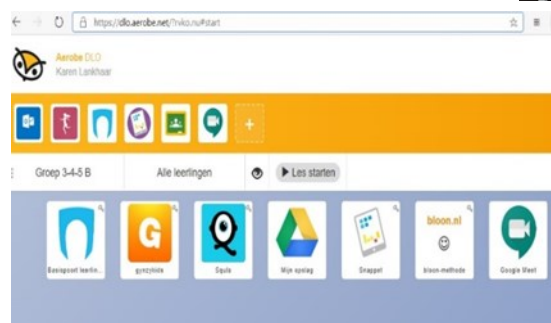 https://dlo.aerobe.net/?rvko.nu#start
Aerobe DLO
Karen Lankhaar
Groep 3-4-5 B
Alle leerlingen
Les starten
G
bloon.nl
Basispoort leerlin...
gynzykids
Squla
Mijn opslag
Snappet
bloon-methode
Google Meet